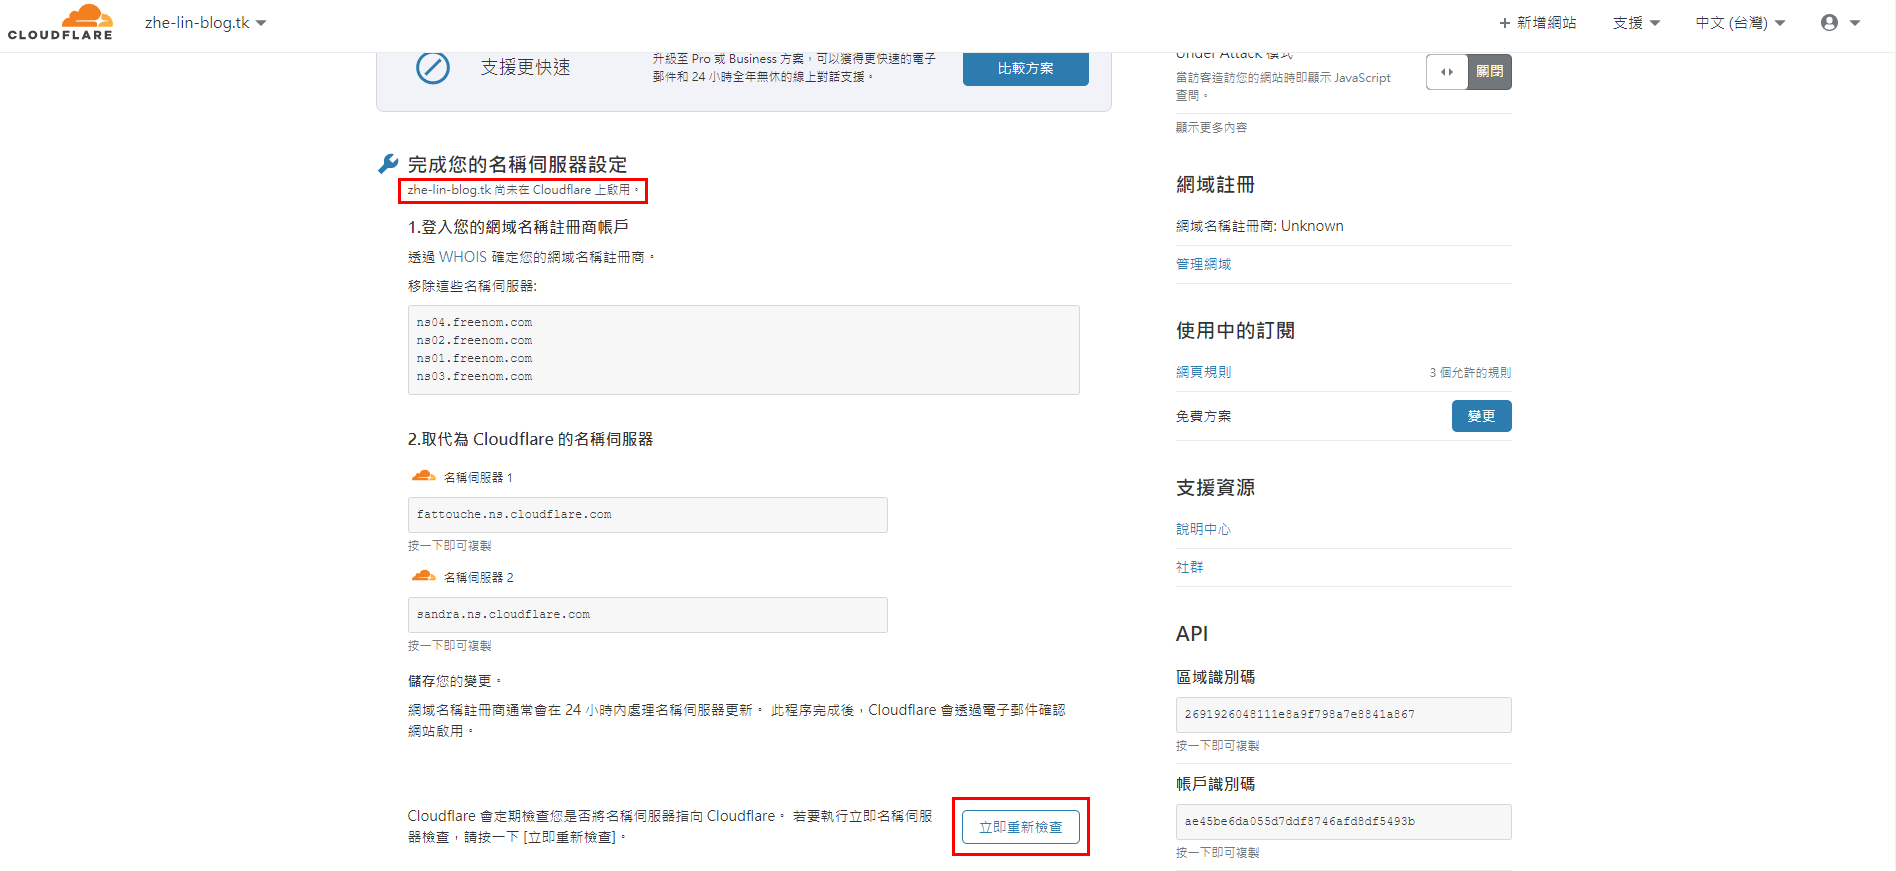 CLOUDFLARE
zhe-lin-blog.tk
+ 新增網站
支援
中文 (台灣)
支援更快速
升級至 Pro 或 Business 方案，可以獲得更快速的電子
郵件和 24 小時全年無休的線上對話支援。
比較方案
完成您的名稱伺服器設定
zhe-lin-blog.tk 尚未在 Cloudflare 上啟用。
1.登入您的網域名稱註冊商帳戶
透過 WHOIS 確定您的網域名稱註冊商。
移除這些名稱伺服器:
ns04.freenom.com
ns02.freenom.com
ns01.freenom.com
ns03.freenom.com
2.取代為 Cloudflare 的名稱伺服器
名稱伺服器 1
fattouche.ns.cloudflare.com
按一下即可複製
名稱伺服器 2
sandra.ns.cloudflare.com
按一下即可複製
儲存您的變更。
網域名稱註冊商通常會在 24 小時內處理名稱伺服器更新。 此程序完成後，Cloudflare 會透過電子郵件確認
網站啟用。
Cloudflare 會定期檢查您是否將名稱伺服器指向 Cloudflare。 若要執行立即名稱伺服
器檢查，請按一下 [立即重新檢查]。
立即重新檢查
Under Attack 模式
當訪客造訪您的網站時即顯示 JavaScript
查問。
關閉
顯示更多內容
網域註冊
網域名稱註冊商: Unknown
管理網域
使用中的訂閱
網頁規則
3 個允許的規則
免費方案
變更
支援資源
說明中心
社群
API
區域識別碼
2691926048111e8a9f798a7e8841a867
按一下即可複製
帳戶識別碼
ae45be6da055d7ddf8746afd8df5493b
按一下即可複製